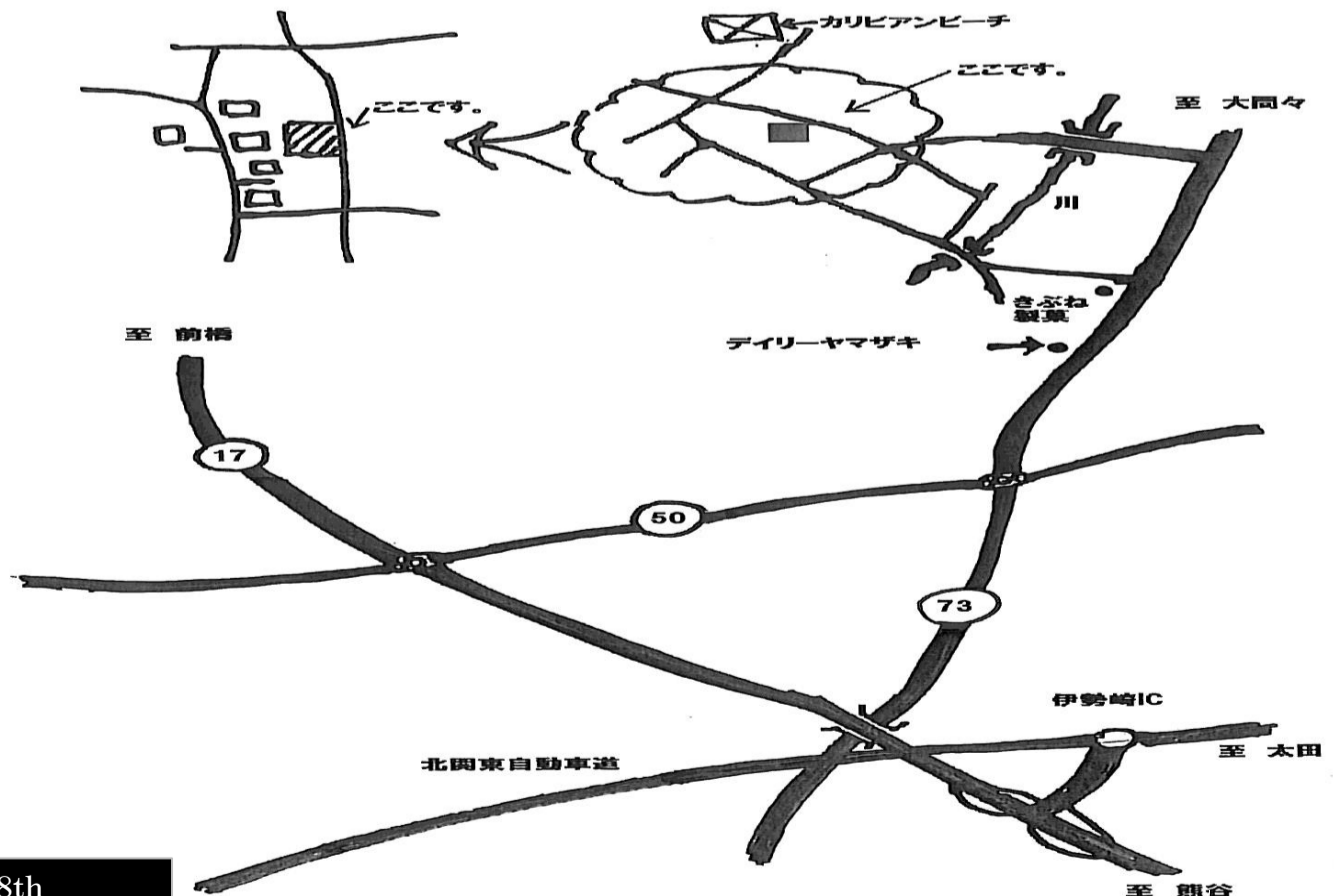 カリビアンビーチ
ここです。
ここです。
至 大間々
川
きぶね
製菓
デイリーヤマザキ
至 前橋
17
50
73
伊勢崎IC
至 太田
北関東自動車道
至 熊谷
8th